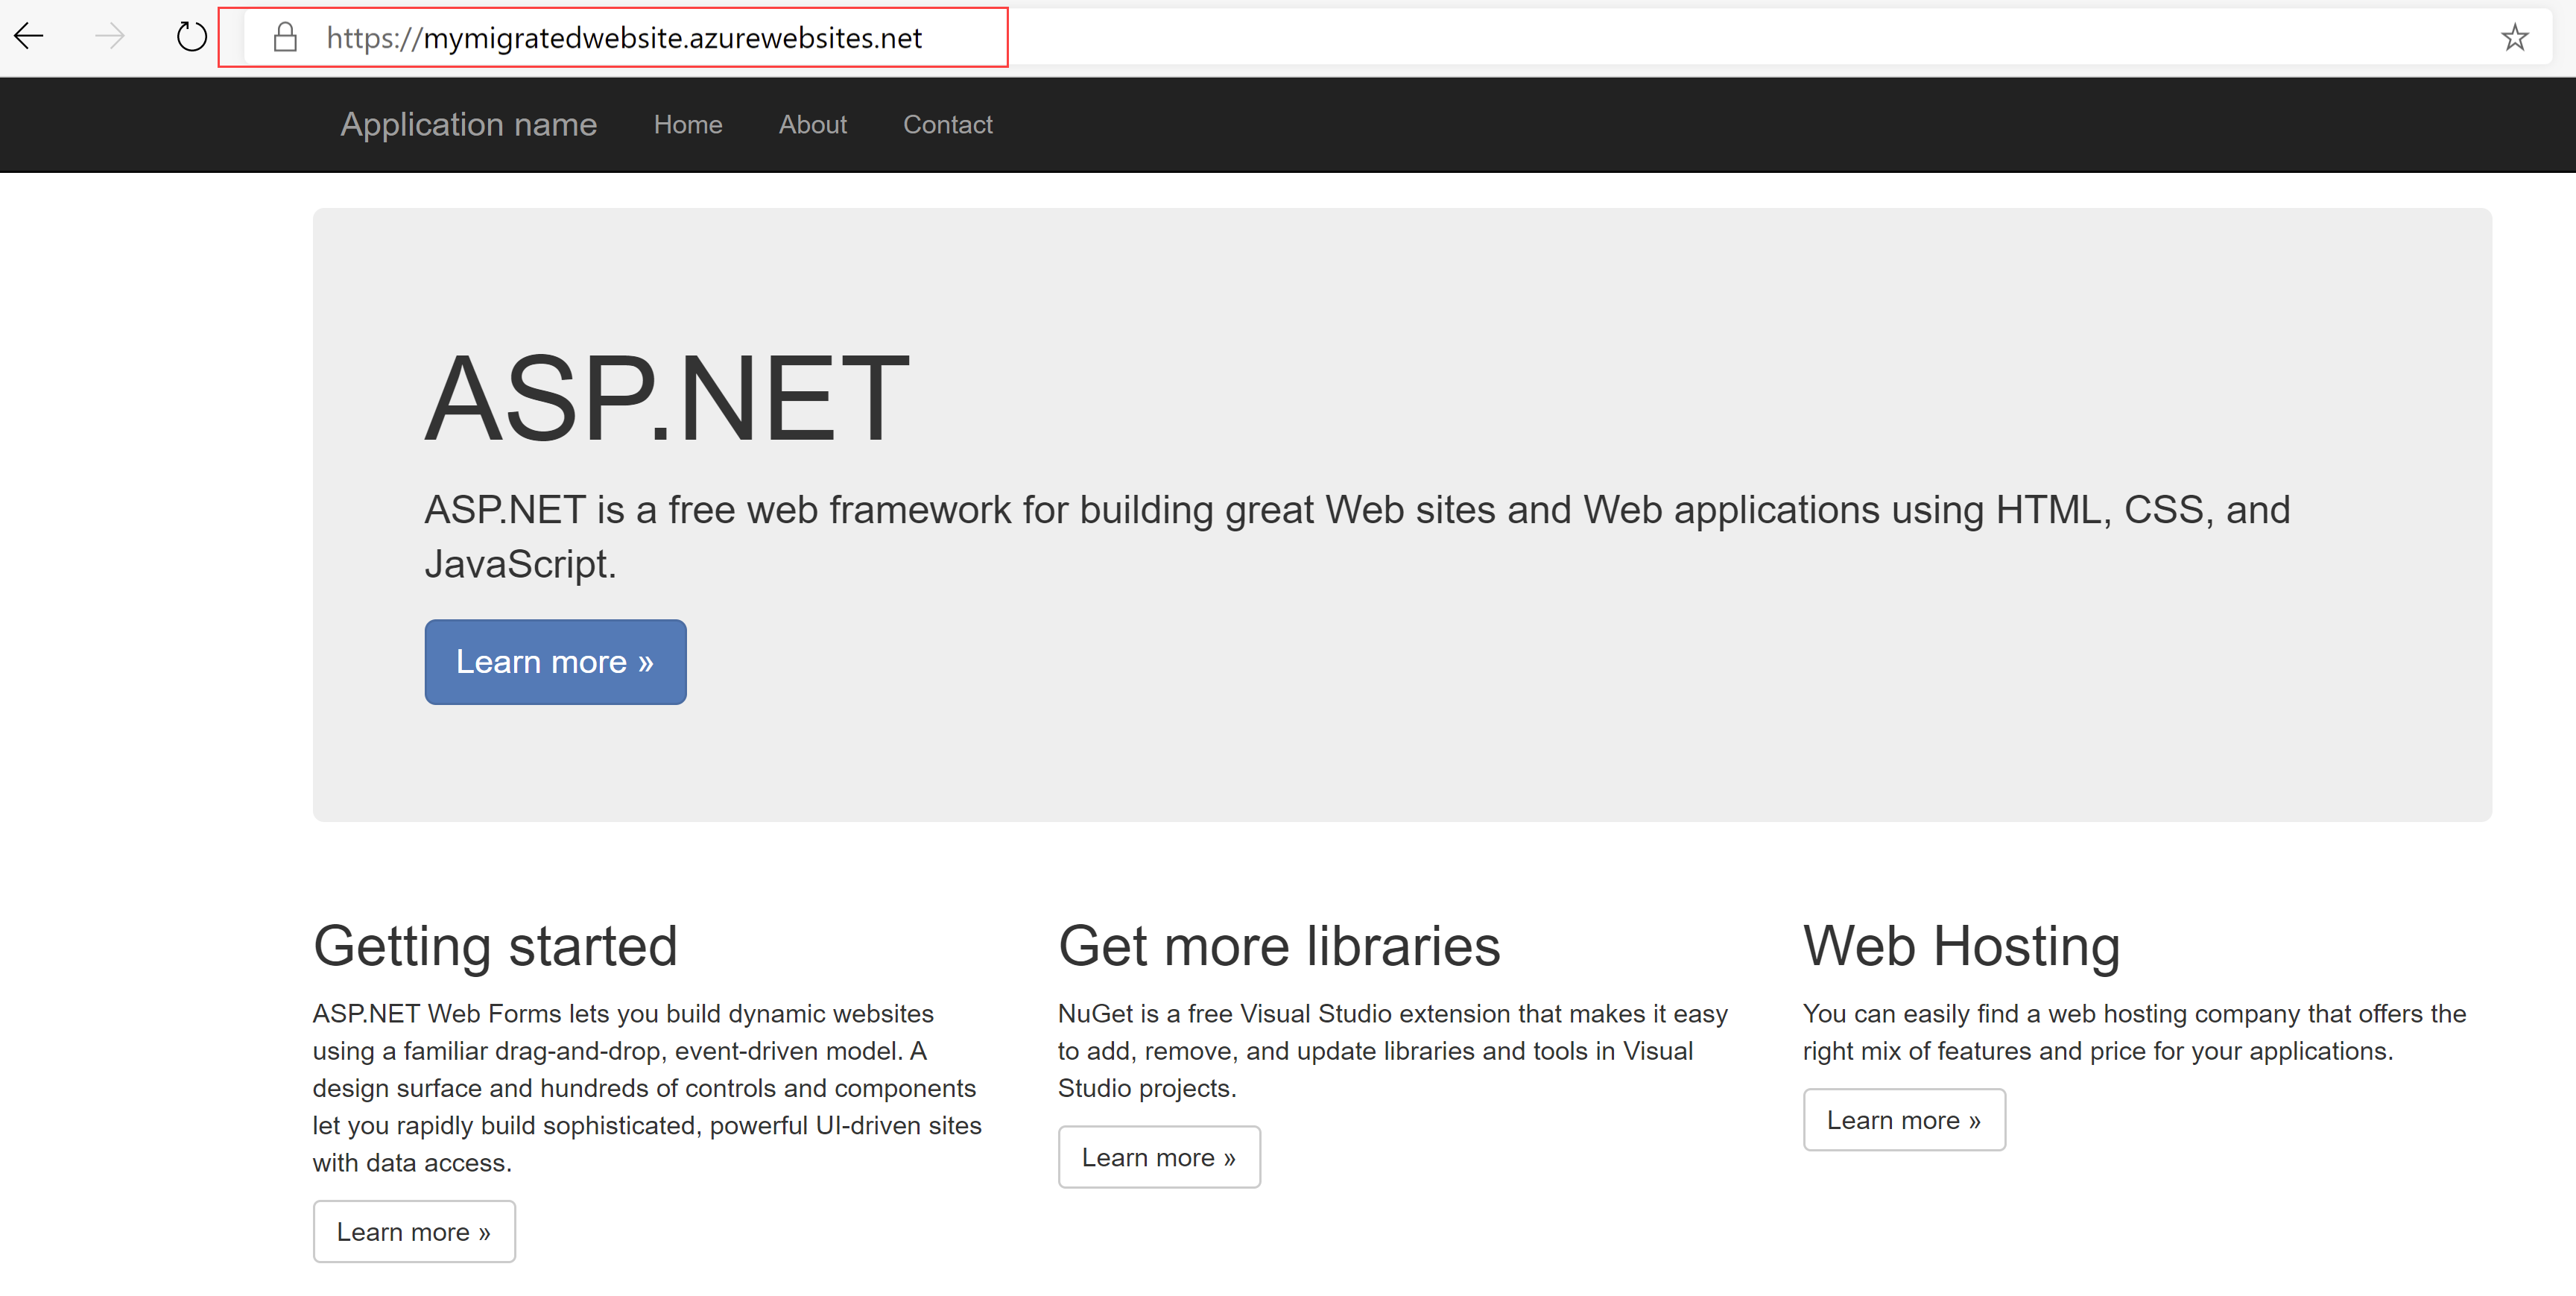 https://mymigratedwebsite.azurewebsites.net
Application name Home About Contact
ASP.NET
ASP.NET is a free web framework for building great Web sites and Web applications using HTML, CSS, and
JavaScript.
Learn more »
Getting started
ASP.NET Web Forms lets you build dynamic websites
using a familiar drag-and-drop, event-driven model. A
design surface and hundreds of controls and components
let you rapidly build sophisticated, powerful UI-driven sites
with data access.
Learn more »
Get more libraries
NuGet is a free Visual Studio extension that makes it easy
to add, remove, and update libraries and tools in Visual
Studio projects.
Learn more »
Web Hosting
You can easily find a web hosting company that offers the
right mix of features and price for your applications.
Learn more »